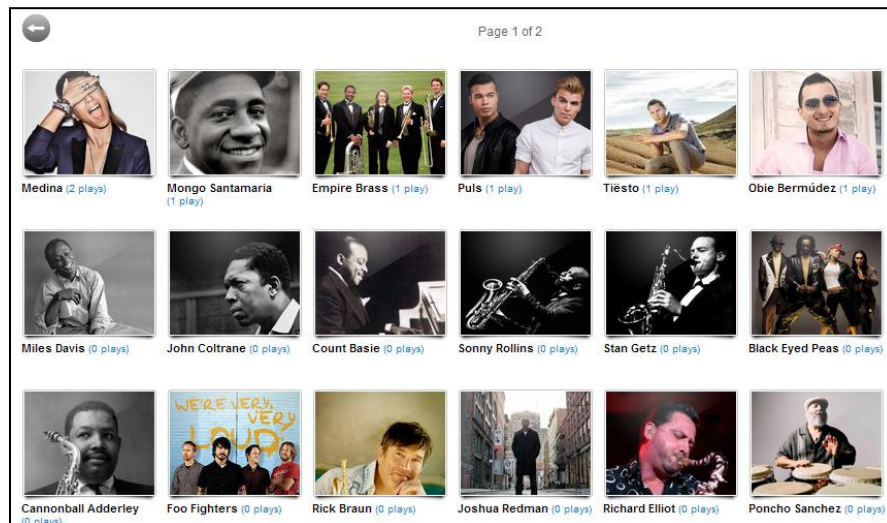 Page 1 of 2
Medina (2 plays)
Mongo Santamaria
(1 play)
Empire Brass (1 play)
Puls (1 play)
Tiësto (1 play)
Obie Bermúdez (1 play)
Miles Davis (0 plays)
John Coltrane (0 plays)
Count Basie (0 plays)
Sonny Rollins (0 plays)
Stan Getz (0 plays)
Black Eyed Peas (0 plays)
WE'RE VERY, VERY
LOUD
Cannonball Adderley
(0 plays)
Foo Fighters (0 plays)
Rick Braun (0 plays)
Joshua Redman (0 plays)
Richard Elliot (0 plays)
Poncho Sanchez (0 plays)